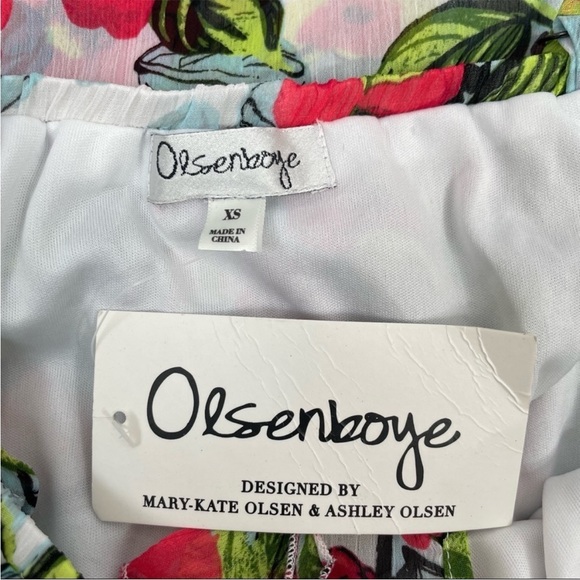 Olsenboye
XS
MADE IN
CHINA
Olsenboye
DESIGNED BY
MARY-KATE OLSEN & ASHLEY OLSEN